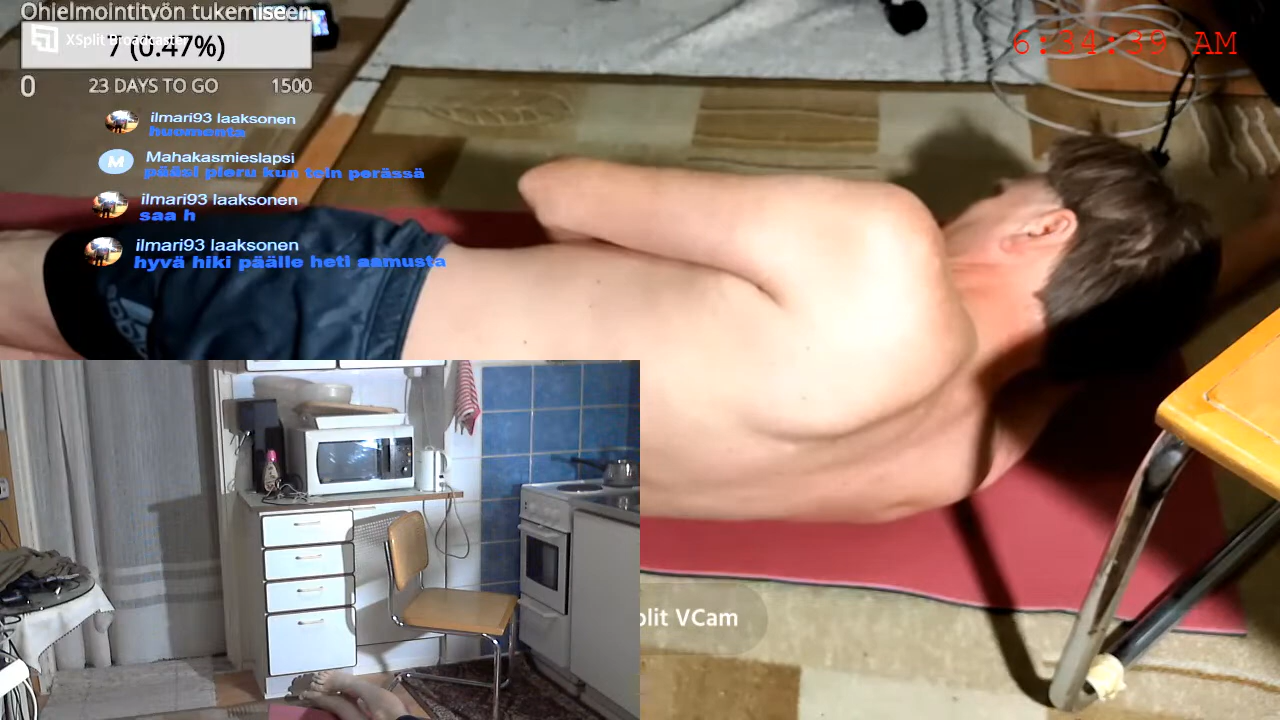 Ohjelmointityön tukemiseen
XSplit Broadcaster
7 (0.47%)
6:34:39 AM
0 23 DAYS TO GO 1500
ilmari93 laaksonen
huomenta
M Mahakasmieslapsi
pääsi pieru kun tein perässä
ilmari93 laaksonen
saa h
ilmari93 laaksonen
hyvä hiki päälle heti aamusta
adidas
plit VCam